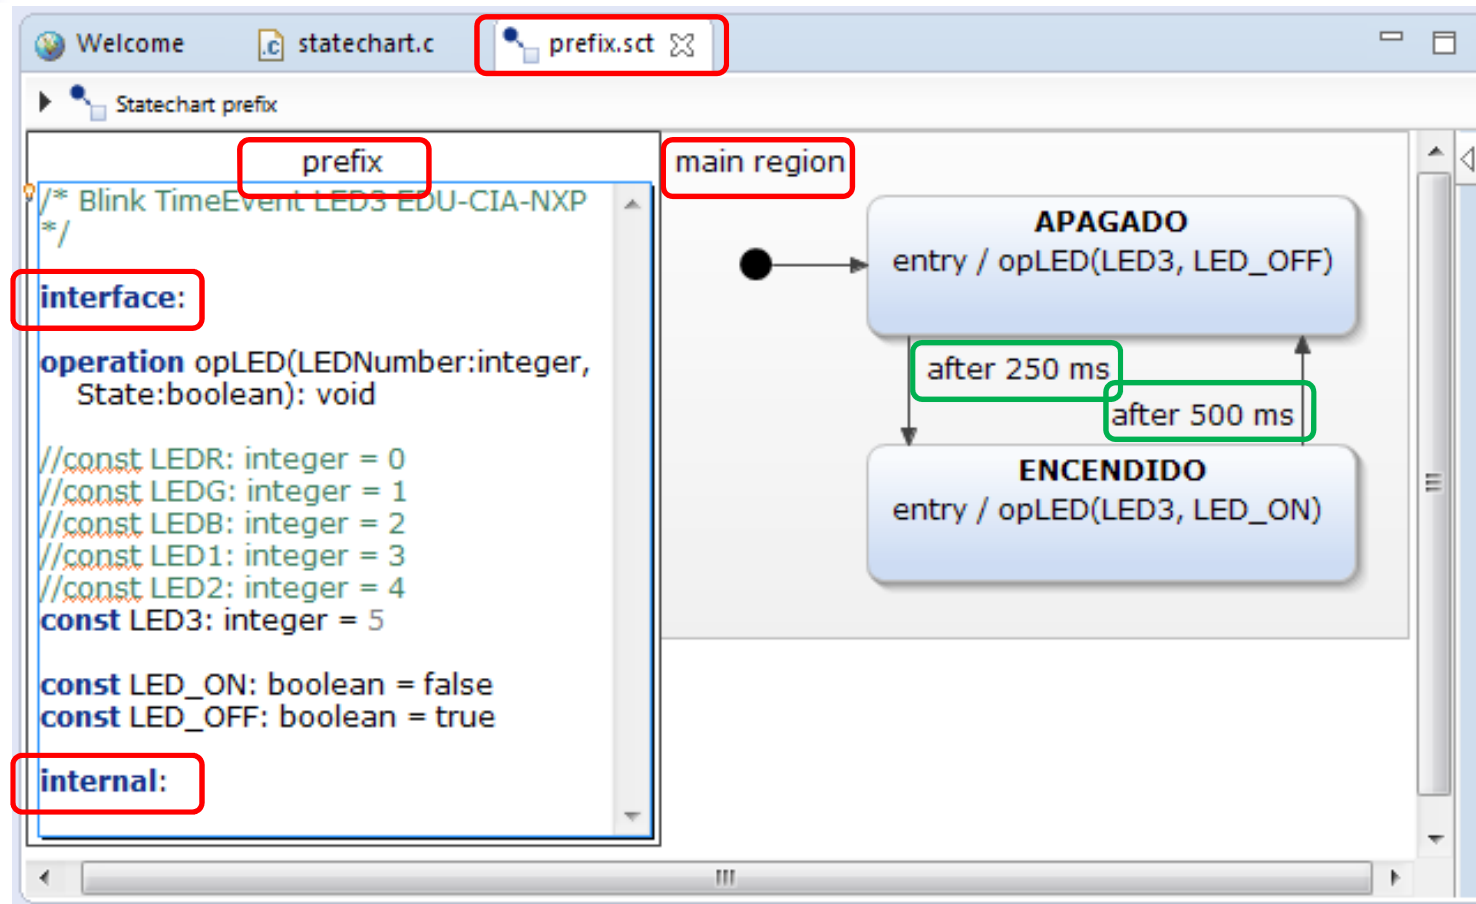 Welcome
.c statechart.c
prefix.sct
Statechart prefix
prefix
/* Blink TimeEvent LED3 EDU-CIA-NXP
*/
interface:
operation opLED(LEDNumber:integer,
State:boolean): void
//const LEDR: integer = 0
//const LEDG: integer = 1
//const LEDB: integer = 2
//const LED1: integer = 3
//const LED2: integer = 4
const LED3: integer = 5
const LED_ON: boolean = false
const LED_OFF: boolean = true
internal:
main region
APAGADO
entry / opLED(LED3, LED_OFF)
after 250 ms
after 500 ms
ENCENDIDO
entry / opLED(LED3, LED_ON)